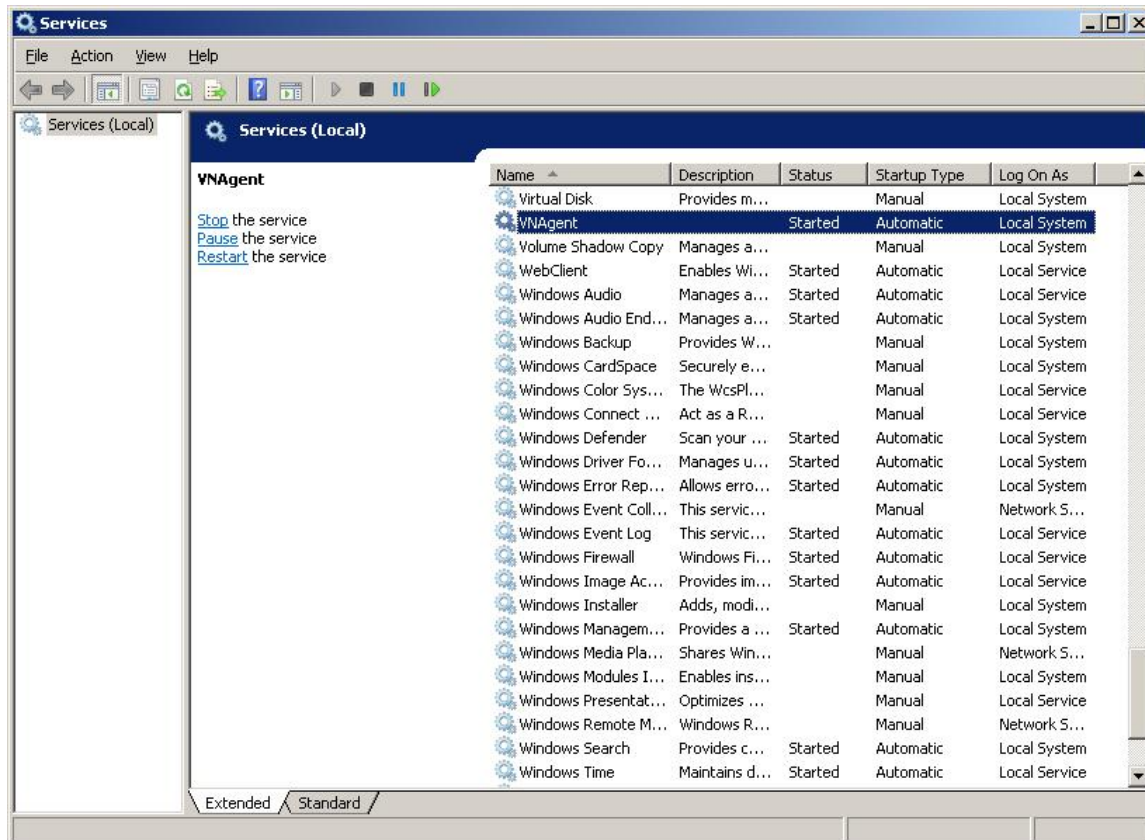 Services
File Action View Help
Services (Local)
Services (Local)
VNAgent
Stop the service
Pause the service
Restart the service
Name Description Status Startup Type Log On As
Virtual Disk Provides m... Manual Local System
VNAgent Started Automatic Local System
Volume Shadow Copy Manages a... Manual Local System
WebClient Enables Wi... Started Automatic Local Service
Windows Audio Manages a... Started Automatic Local Service
Windows Audio End... Manages a... Started Automatic Local System
Windows Backup Provides W... Manual Local System
Windows CardSpace Securely e... Manual Local System
Windows Color Sys... The WcsPl... Manual Local Service
Windows Connect ... Act as a R... Manual Local Service
Windows Defender Scan your ... Started Automatic Local System
Windows Driver Fo... Manages u... Started Automatic Local System
Windows Error Rep... Allows erro... Started Automatic Local System
Windows Event Coll... This servic... Manual Network S...
Windows Event Log This servic... Started Automatic Local Service
Windows Firewall Windows Fi... Started Automatic Local Service
Windows Image Ac... Provides im... Started Automatic Local Service
Windows Installer Adds, modi... Manual Local System
Windows Managem... Provides a ... Started Automatic Local System
Windows Media Pla... Shares Win... Manual Network S...
Windows Modules I... Enables ins... Manual Local System
Windows Presentat... Optimizes ... Manual Local Service
Windows Remote M... Windows R... Manual Network S...
Windows Search Provides c... Started Automatic Local System
Windows Time Maintains d... Started Automatic Local Service
Extended Standard